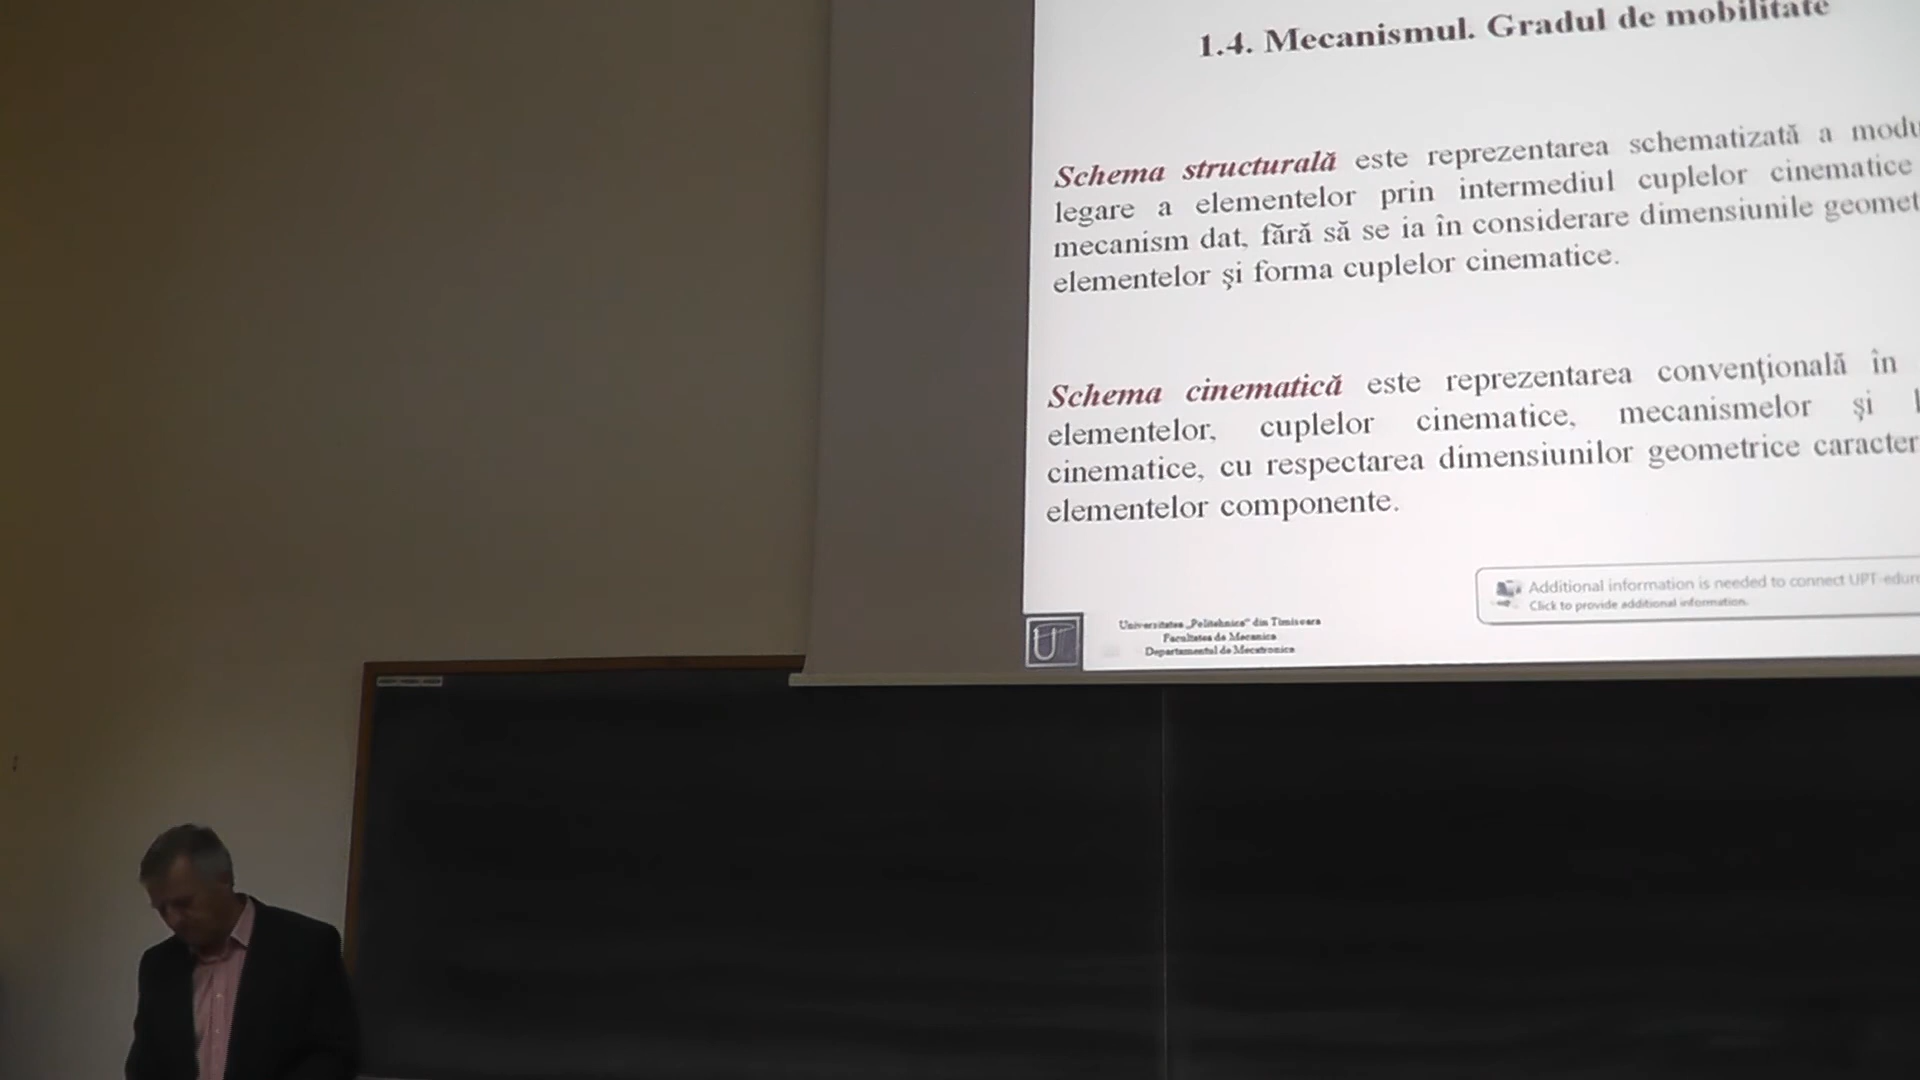 1.4. Mecanismul. Gradul de mobilitate
Schema structurală este reprezentarea schematizată a modu
legare a elementelor prin intermediul cuplelor cinematice
mecanism dat, fără să se ia în considerare dimensiunile geomet
elementelor şi forma cuplelor cinematice.
Schema cinematică este reprezentarea convenţională în
elementelor, cuplelor cinematice, mecanismelor şi
cinematice, cu respectarea dimensiunilor geometrice caracter
elementelor componente.
Additional information is needed to connect UPT-edur
Click to provide additional information.
Universitatea „Politehnica" din Timisoara
Facultatea de Mecanica
Departamentul de Mecatronica
U